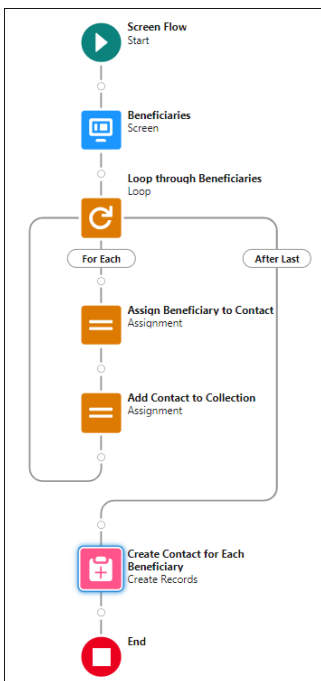 Screen Flow
Start
Beneficiaries
Screen
Loop through Beneficiaries
Loop
For Each
After Last
Assign Beneficiary to Contact
Assignment
Add Contact to Collection
Assignment
Create Contact for Each
Beneficiary
Create Records
End